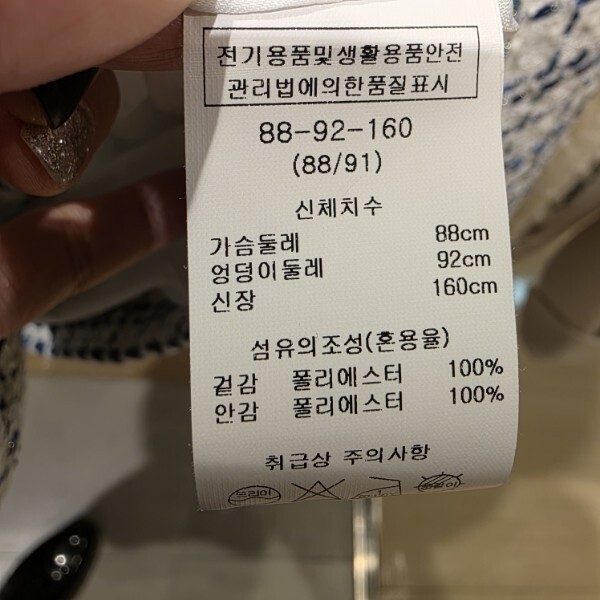 전기용품및생활용품안전
관리법에의한품질표시
88-92-160
(88/91)
신체치수
가슴둘레 88cm
엉덩이둘레 92cm
신장 160cm
섬유의조성(혼용율)
겉감 폴리에스터 100%
안감 폴리에스터 100%
취급상 주의사항
드라이